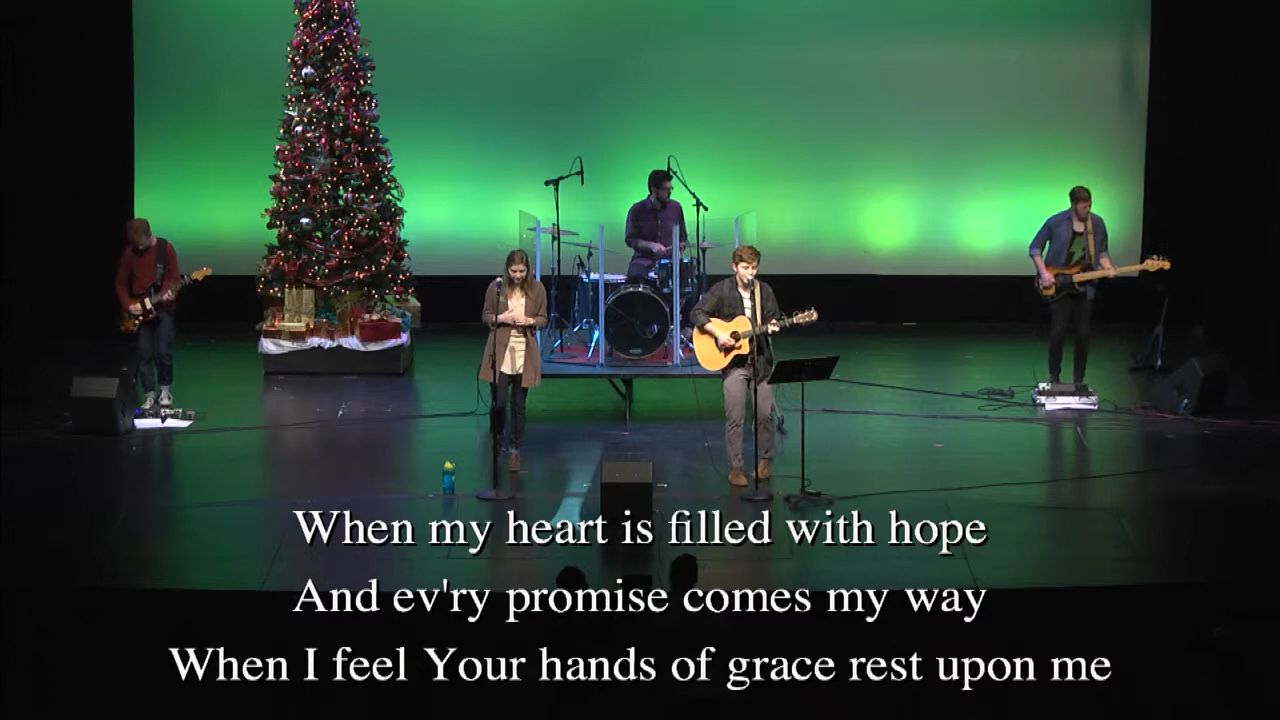 When my heart is filled with hope
And ev'ry promise comes my way
When I feel Your hands of grace rest upon me